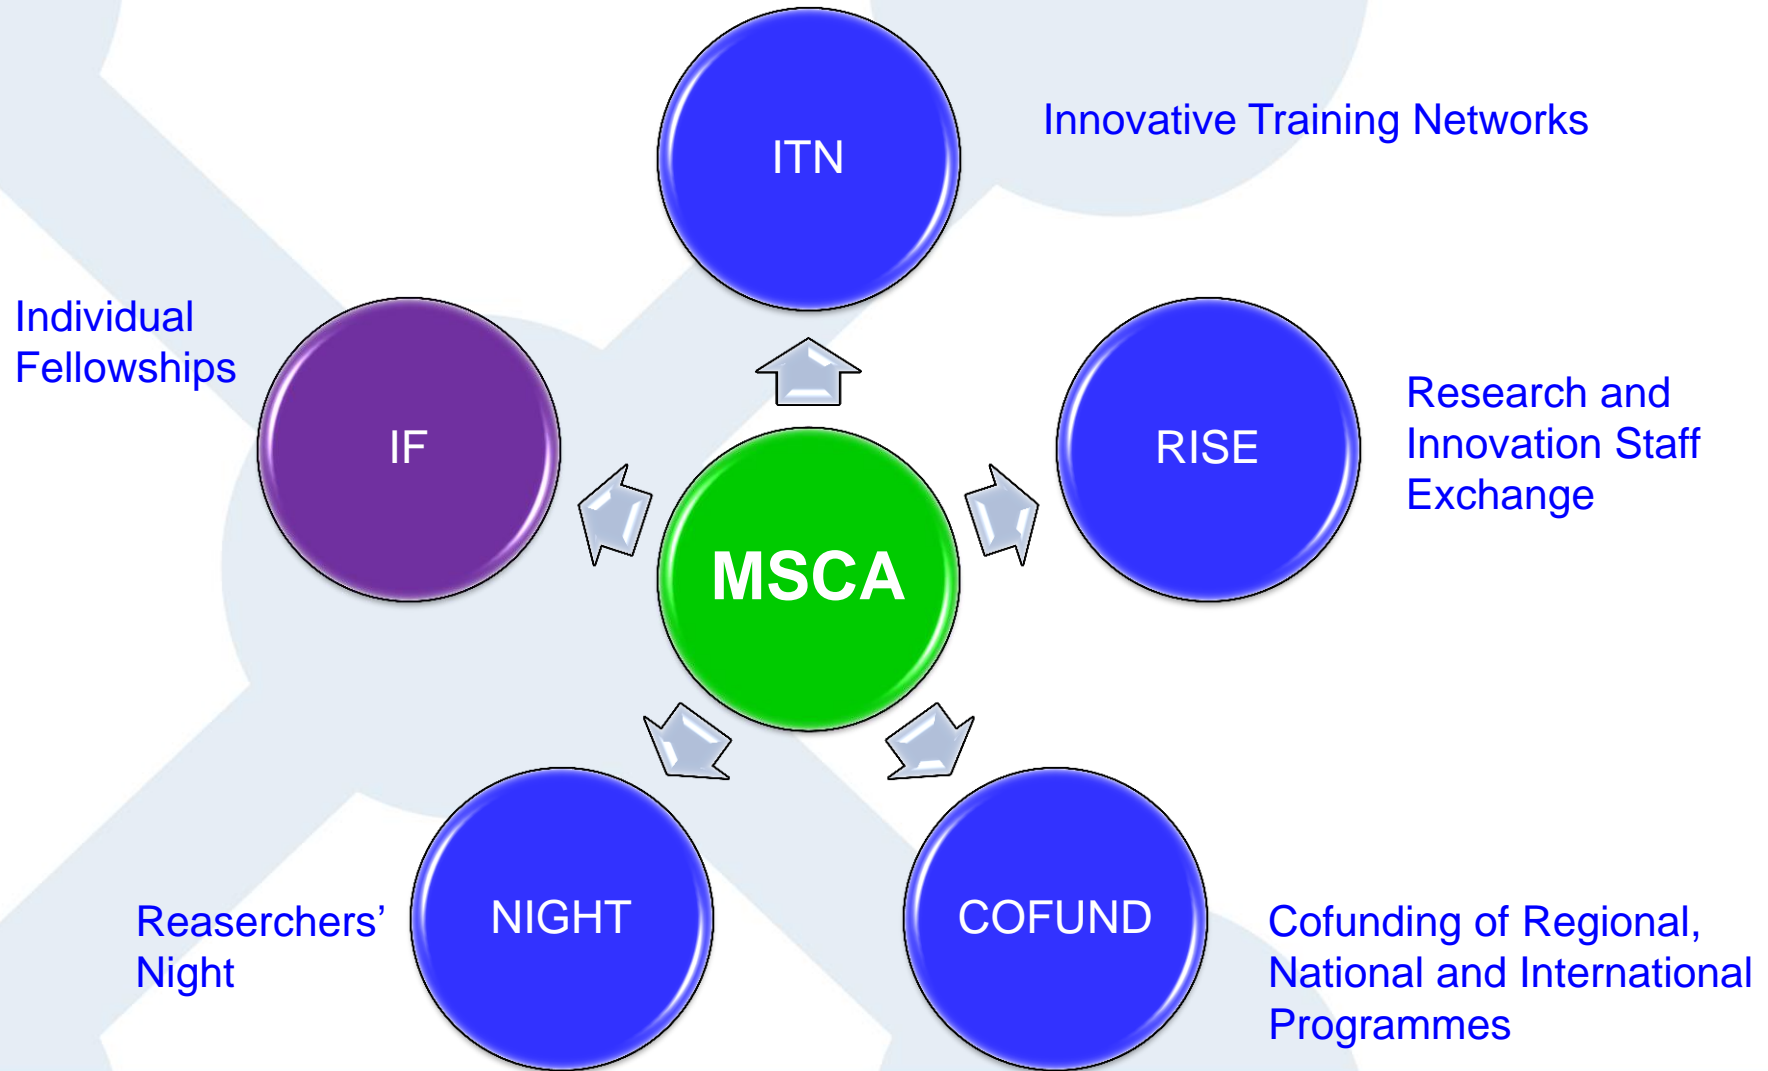 ITN
Innovative Training Networks
Individual
Fellowships
IF
RISE
Research and
Innovation Staff
Exchange
MSCA
Reaserchers’
Night
NIGHT
COFUND
Cofunding of Regional,
National and International
Programmes